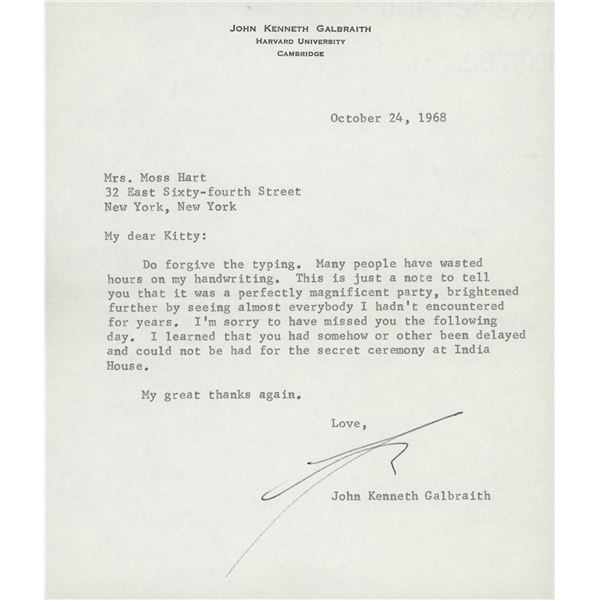 JOHN KENNETH GALBRAITH
HARVARD UNIVERSITY
CAMBRIDGE
October 24, 1968
Mrs. Moss Hart
32 East Sixty-fourth Street
New York, New York
My dear Kitty:
Do forgive the typing. Many people have wasted
hours on my handwriting. This is just a note to tell
you that it was a perfectly magnificent party, brightened
further by seeing almost everybody I hadn't encountered
for years. I'm sorry to have missed you the following
day. I learned that you had somehow or other been delayed
and could not be had for the secret ceremony at India
House.
My great thanks again.
Love,
John Kenneth Galbraith